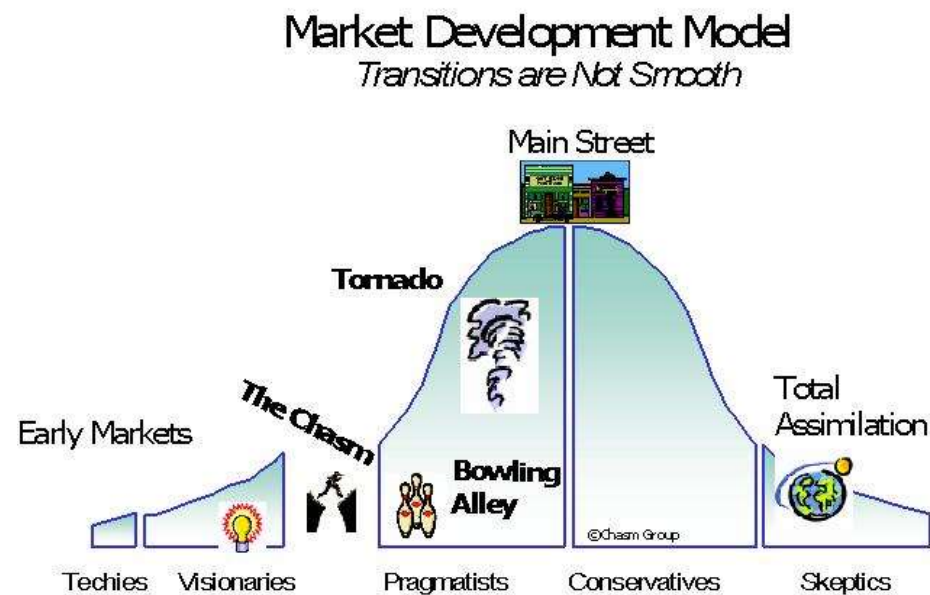 Market Development Model
Transitions are Not Smooth
Main Street
Tornado
The Chasm
Early Markets
Bowling
Alley
Total
Assimilation
©Chasm Group
Techies
Visionaries
Pragmatists
Conservatives
Skeptics